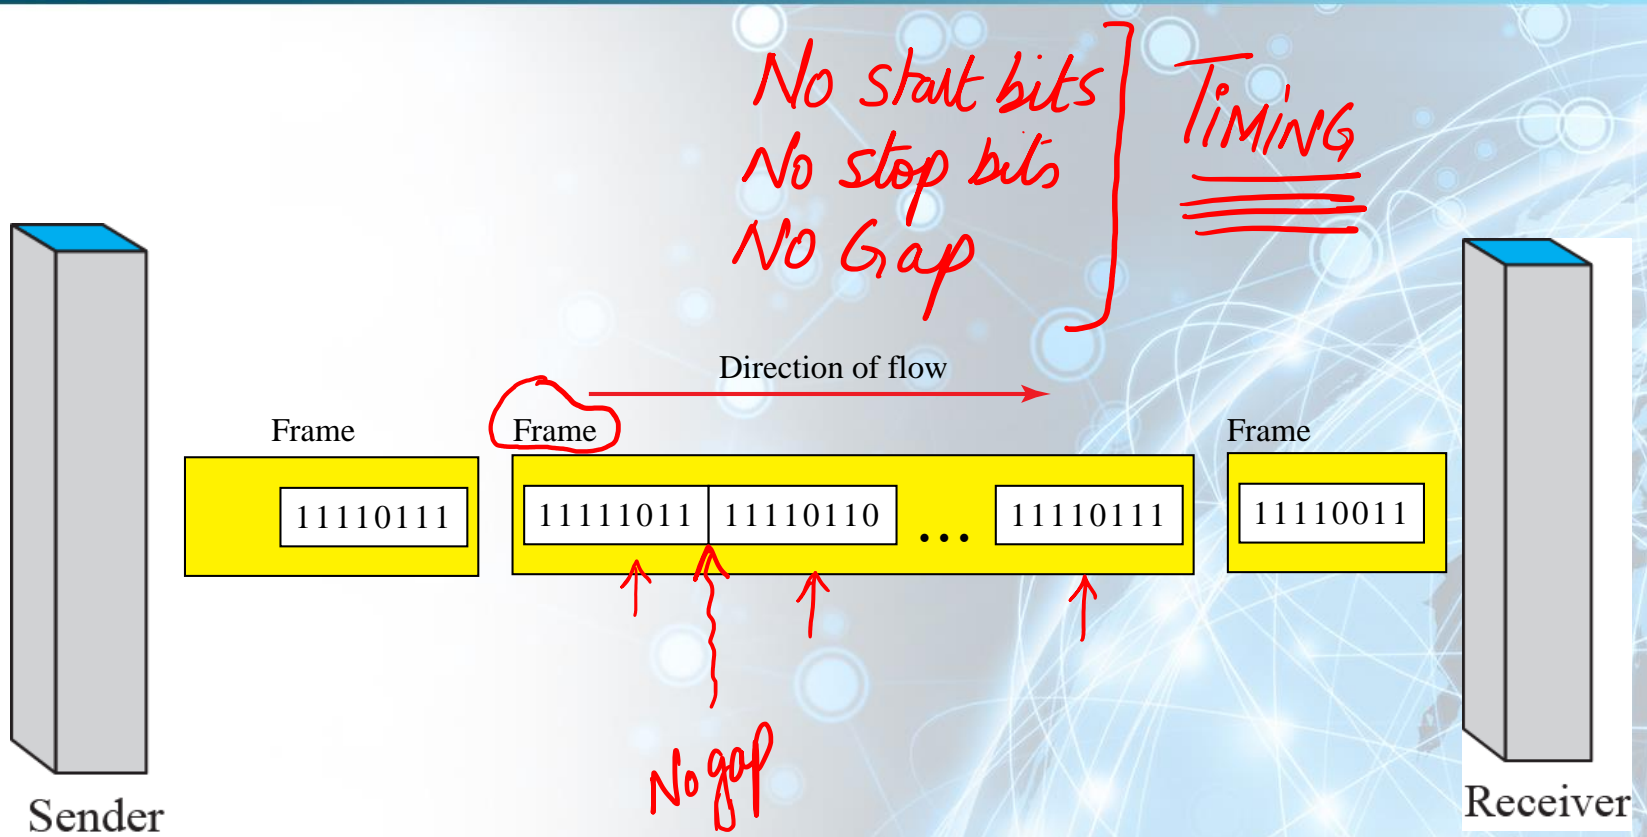 No start bits
No stop bits
NO Gap
TIMING
Direction of flow
Frame Frame Frame
11110111 11111011 11110110 ... 11110111 11110011
No gap
Sender Receiver